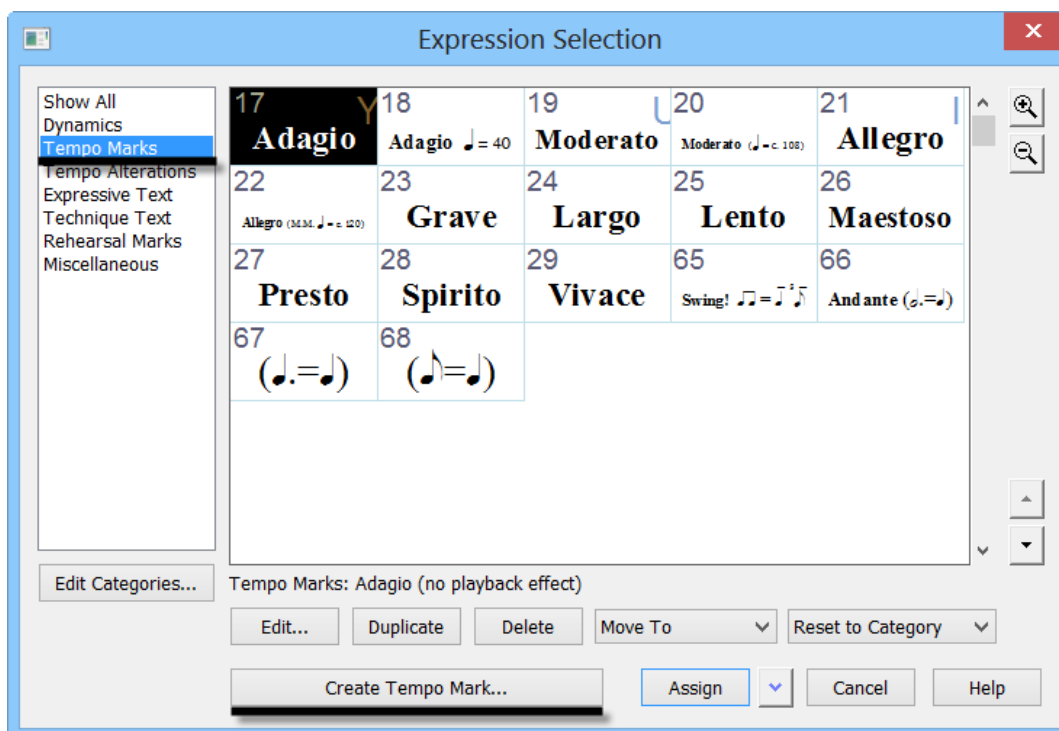 Expression Selection
Show All
Dynamics
Tempo Marks
Tempo Alterations
Expressive Text
Technique Text
Rehearsal Marks
Miscellaneous
17 Y 18 19 U 20 21 I
Adagio Adagio ♩ = 40 Moderato Moderato (♩ = c. 108) Allegro
22 23 24 25 26
Allegro (M.M. ♩ = c. 120) Grave Largo Lento Maestoso
27 28 29 65 66
Presto Spirito Vivace Swing! ♫ = ♩ 3 ♪ Andante (𝅗𝅥. = ♩)
67 68
(♩. = ♩) (♪ = ♩)
Edit Categories...
Tempo Marks: Adagio (no playback effect)
Edit... Duplicate Delete Move To Reset to Category
Create Tempo Mark... Assign Cancel Help